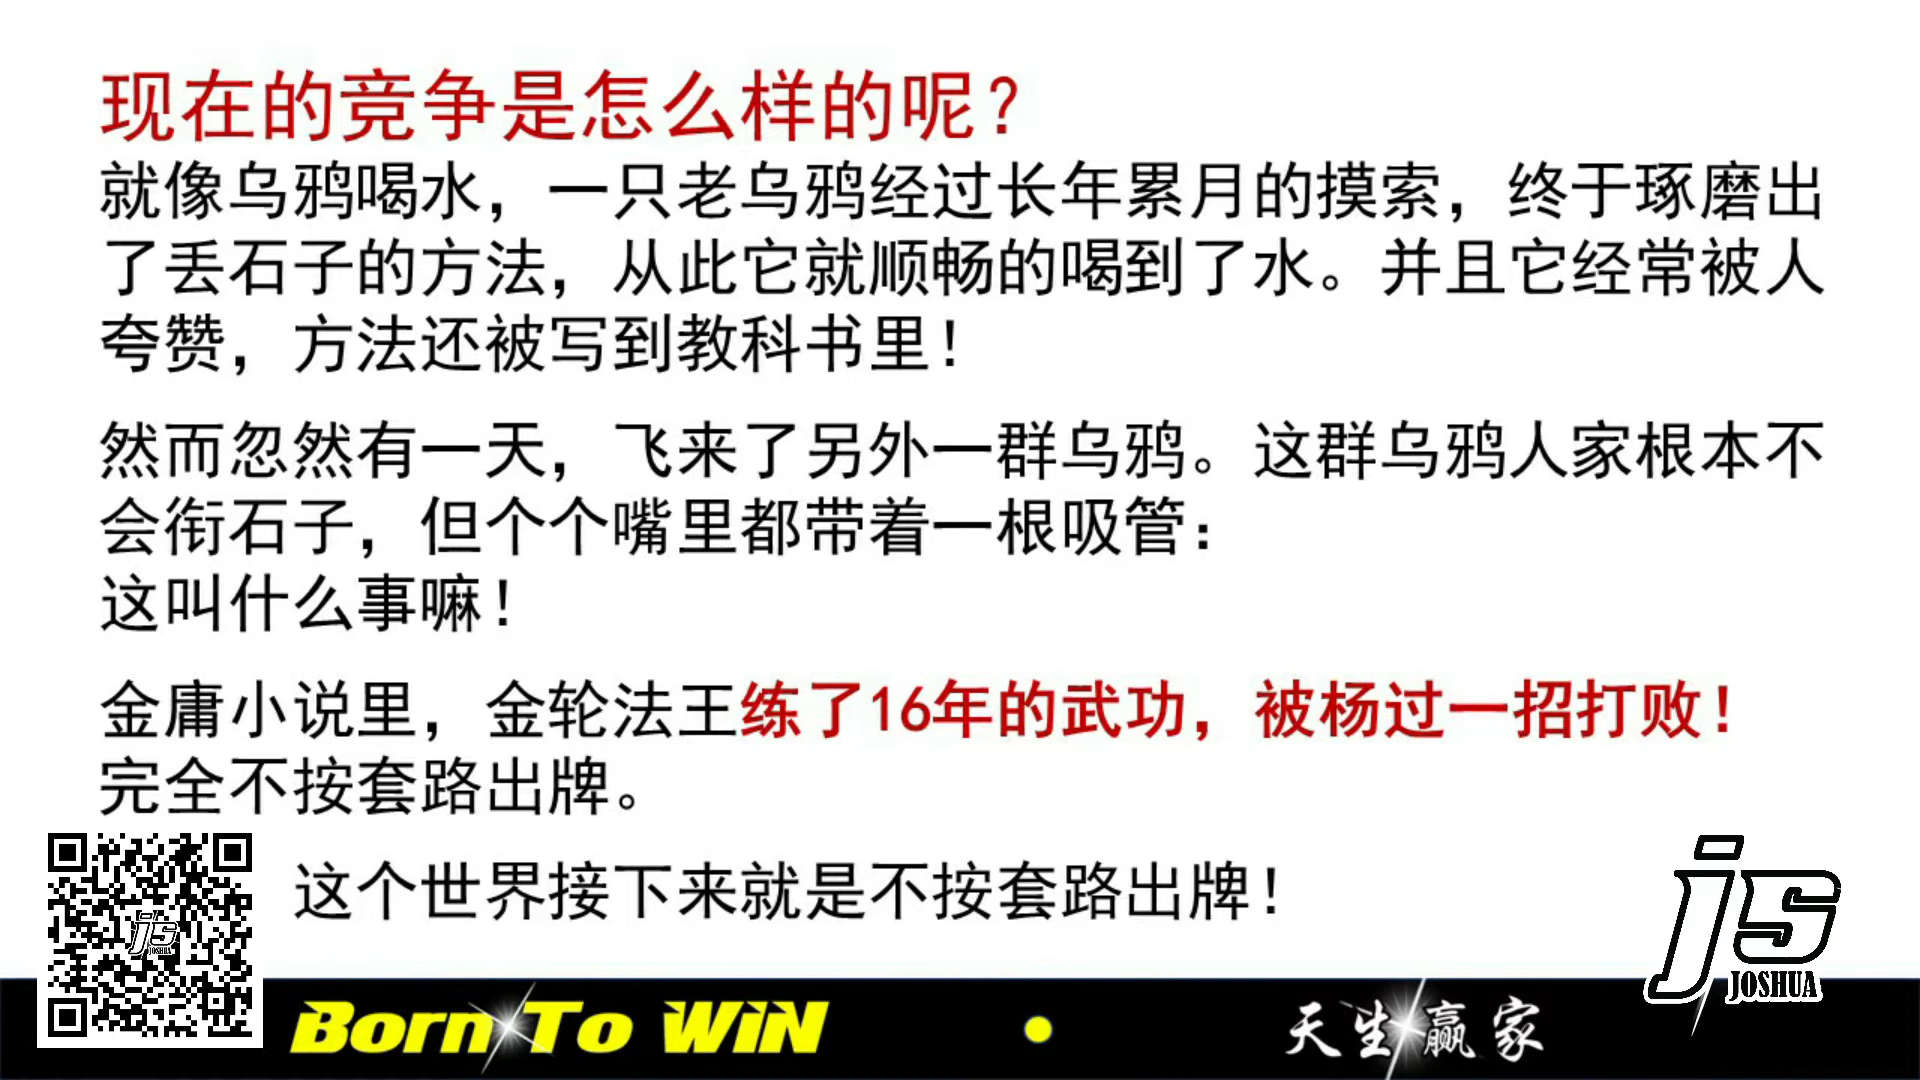 现在的竞争是怎么样的呢？
就像乌鸦喝水，一只老乌鸦经过长年累月的摸索，终于琢磨出
了丢石子的方法，从此它就顺畅的喝到了水。并且它经常被人
夸赞，方法还被写到教科书里！
然而忽然有一天，飞来了另外一群乌鸦。这群乌鸦人家根本不
会衔石子，但个个嘴里都带着一根吸管：
这叫什么事嘛！
金庸小说里，金轮法王练了16年的武功，被杨过一招打败！
完全不按套路出牌。
这个世界接下来就是不按套路出牌！
js
JOSHUA
js
JOSHUA
Born To WiN
天生赢家